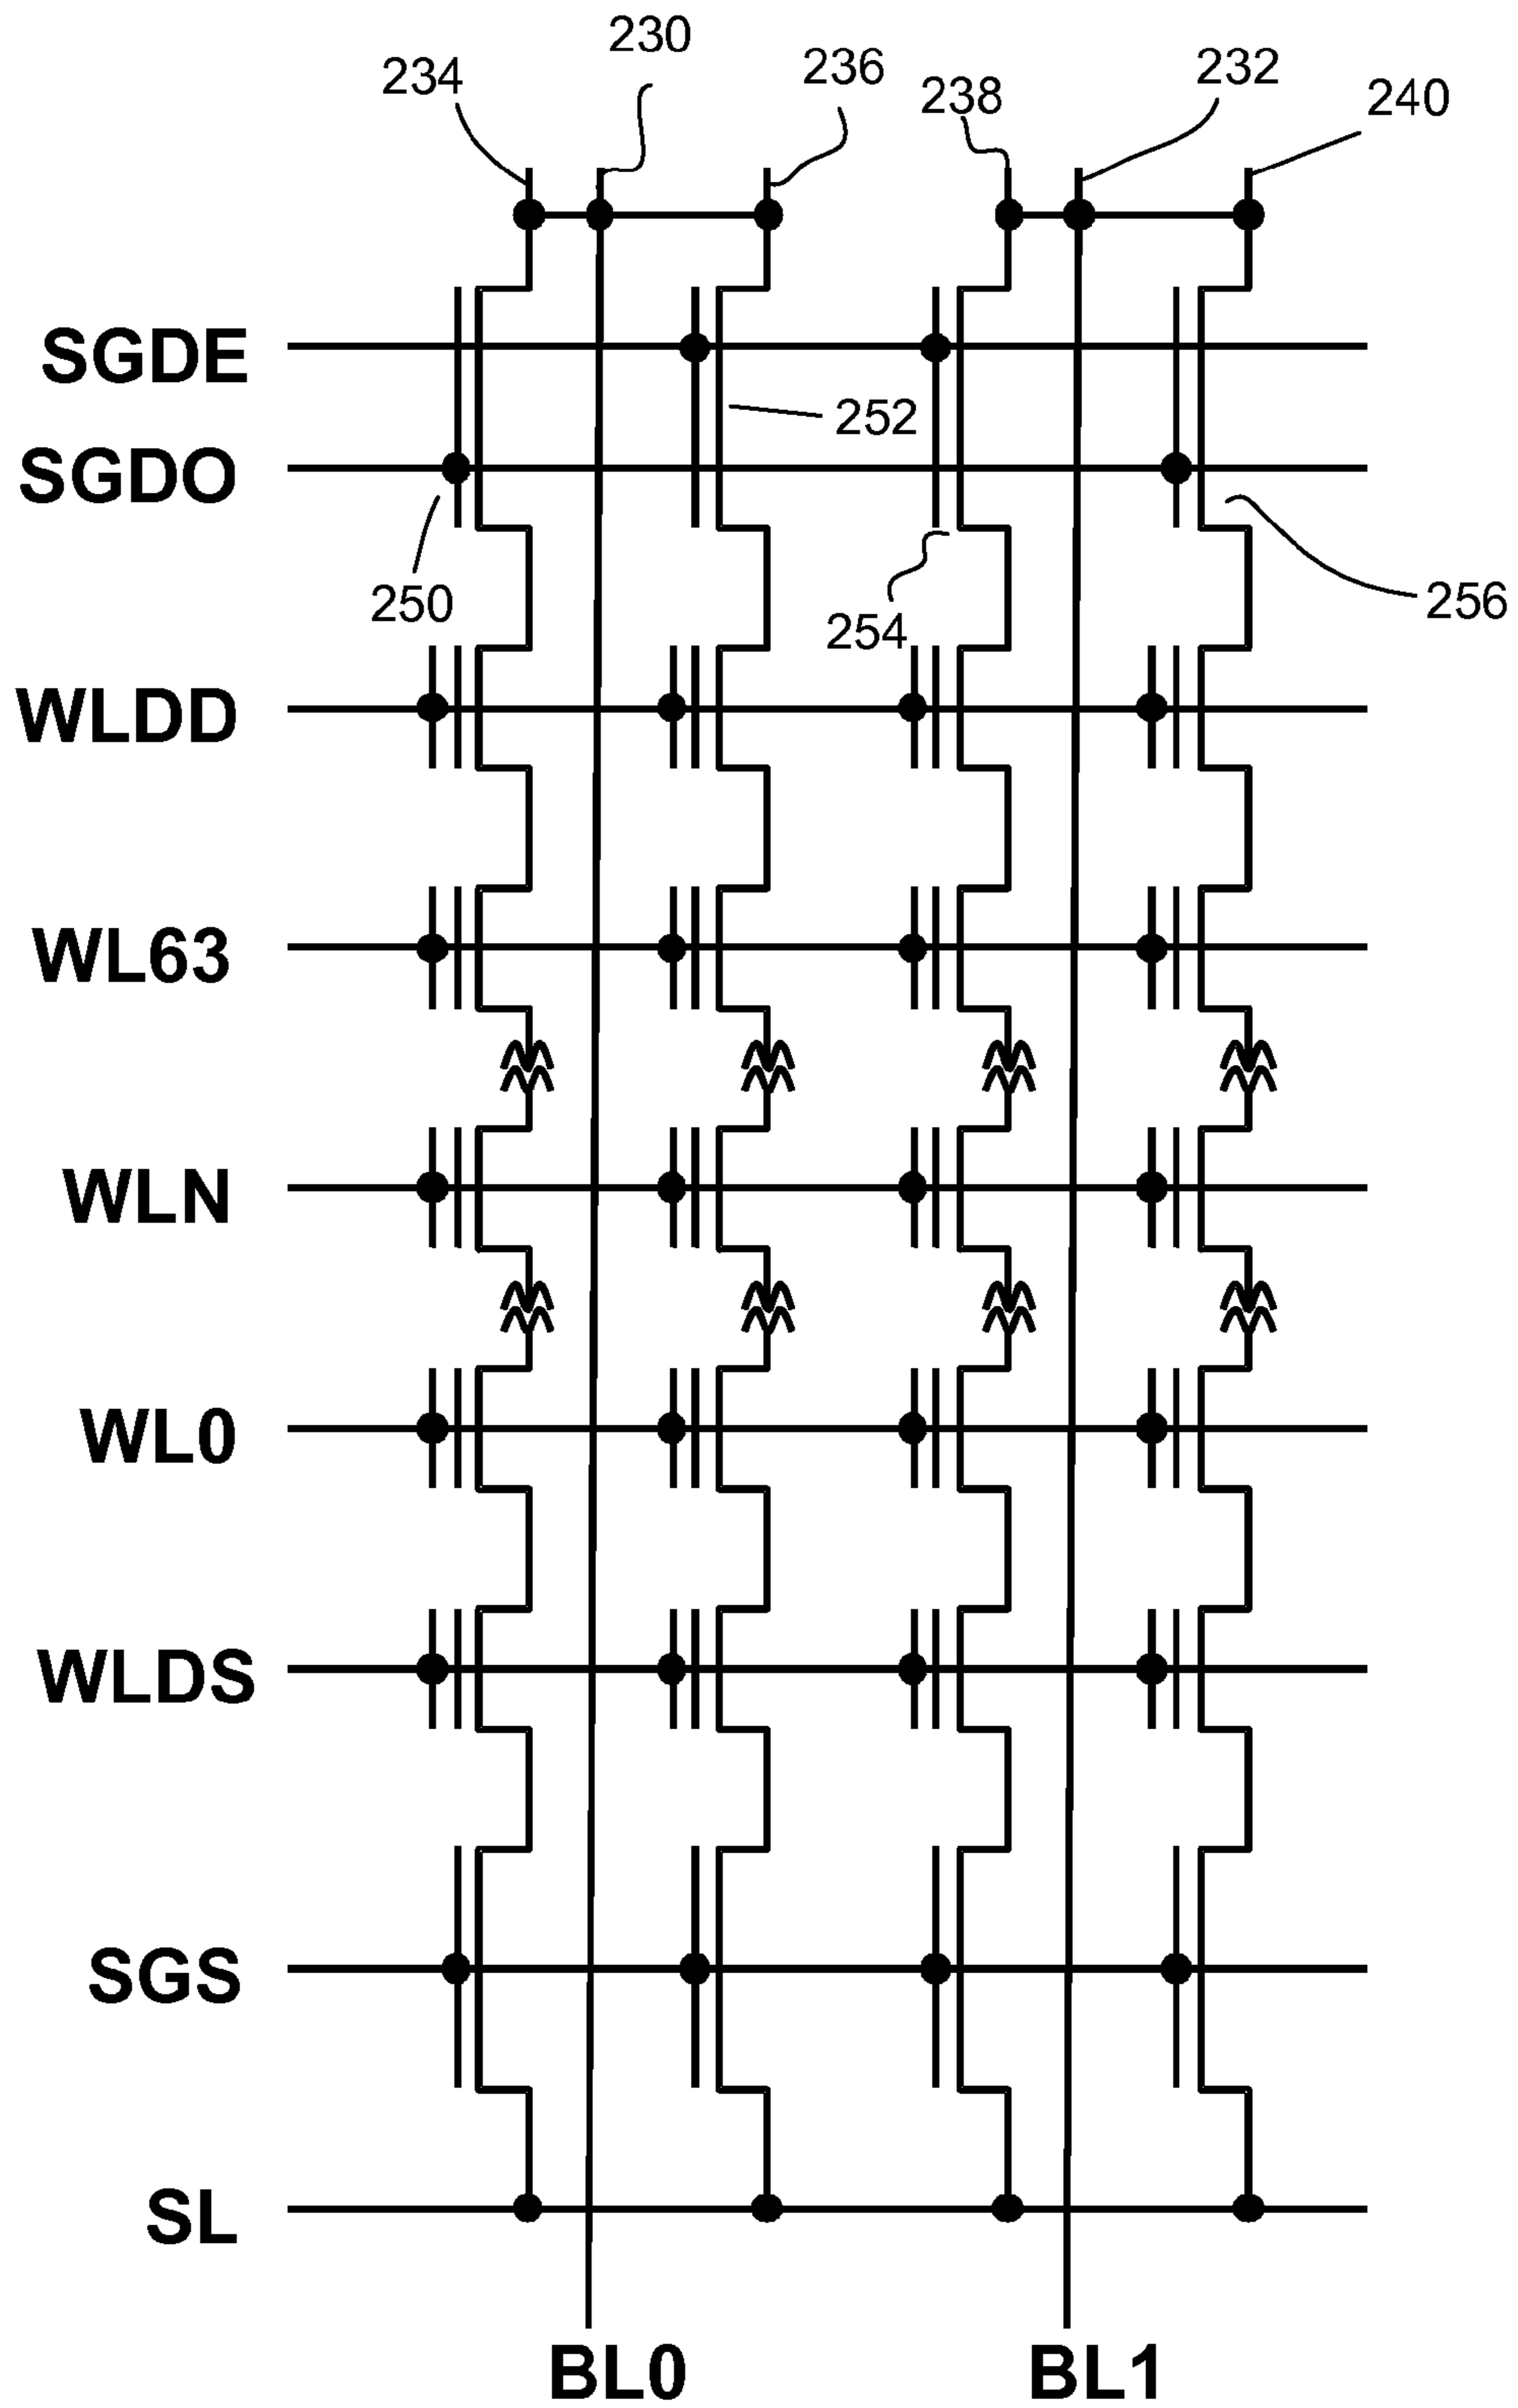 230
234
236
232
238
240
SGDE
252
SGDO
250
254
256
WLDD
WL63
WLN
WL0
WLDS
SGS
SL
BL0
BL1